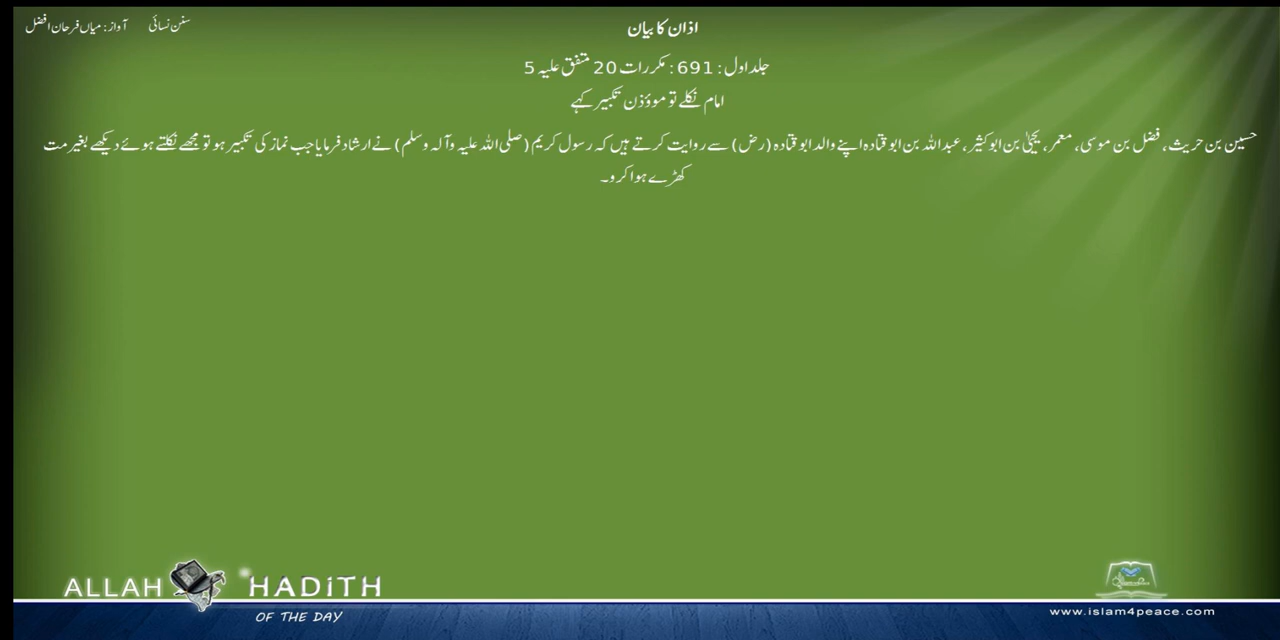 سنن نسائی آواز: میاں فرحان افضل
اذان کا بیان
جلد اول : 691 : مکررات 20 متفق علیہ 5
امام نکلے تو موؤذن تکبیر کہے
حسین بن حریث، فضل بن موسی، معمر، یحییٰ بن ابوکثیر، عبداللہ بن ابوقتادہ اپنے والد ابوقتادہ (رض) سے روایت کرتے ہیں کہ رسول کریم (صلی اللہ علیہ وآلہ وسلم) نے ارشاد فرمایا جب نماز کی تکبیر ہو تو مجھے نکلتے ہوئے دیکھے بغیر مت
کھڑے ہوا کرو۔
ALLAH HADITH
OF THE DAY
www.islam4peace.com